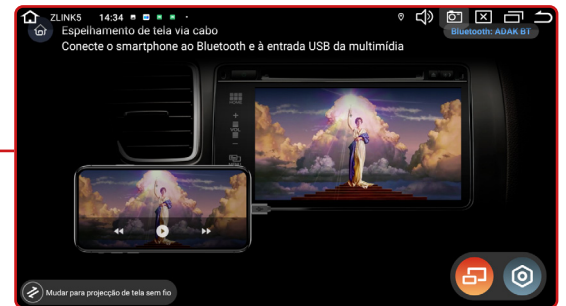 ZLINK5 14:34
Espelhamento de tela via cabo
Bluetooth: ADAK BT
Conecte o smartphone ao Bluetooth e à entrada USB da multimídia
VOL
Mudar para projecção de tela sem fio